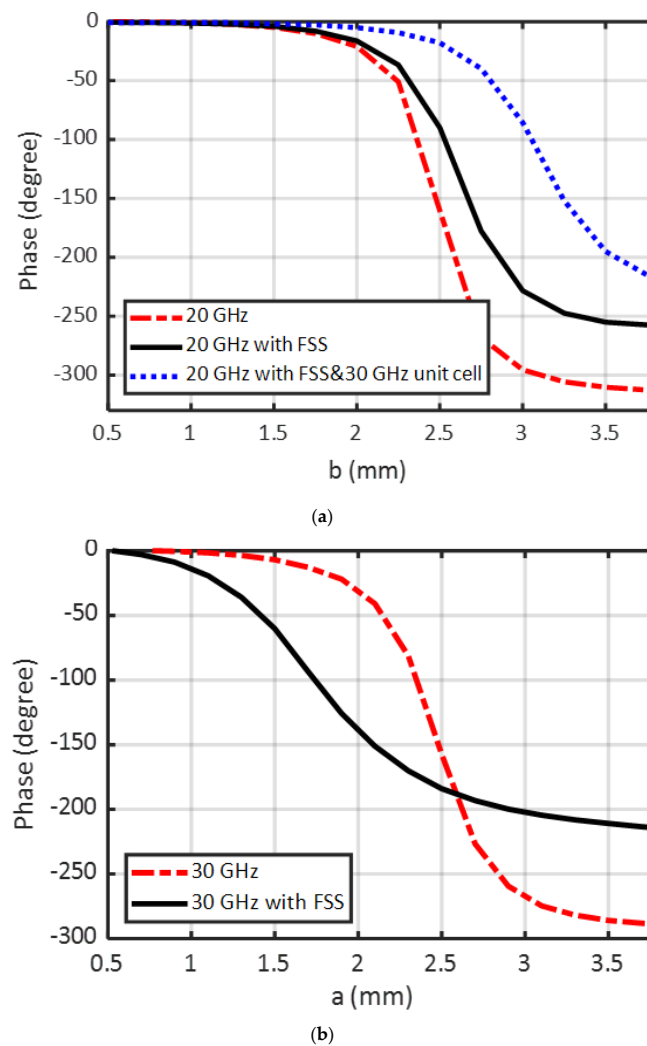 0
-50
-100
-150
-200
-250
-300
Phase (degree)
20 GHz
20 GHz with FSS
20 GHz with FSS&30 GHz unit cell
0.5 1 1.5 2 2.5 3 3.5
b (mm)
(a)
0
-50
-100
-150
-200
-250
-300
Phase (degree)
30 GHz
30 GHz with FSS
0.5 1 1.5 2 2.5 3 3.5
a (mm)
(b)